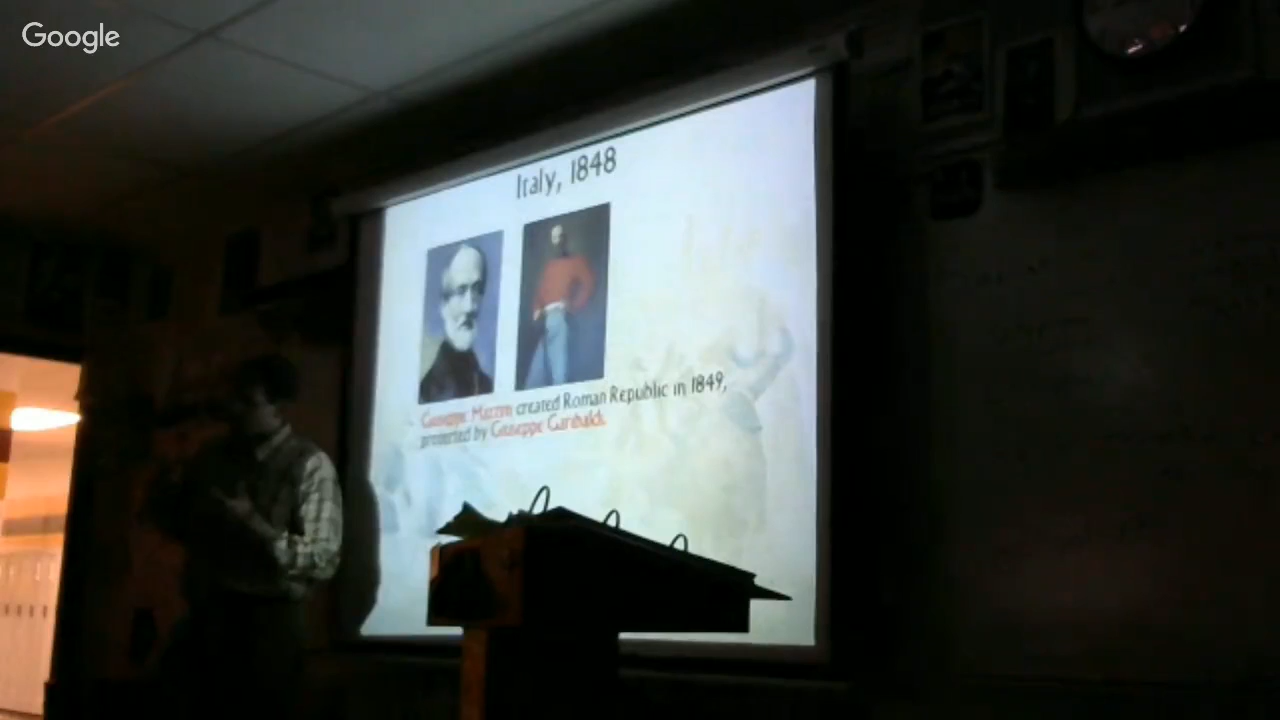 Google
Italy, 1848
Giuseppe Mazzini created Roman Republic in 1849,
protected by Giuseppe Garibaldi.